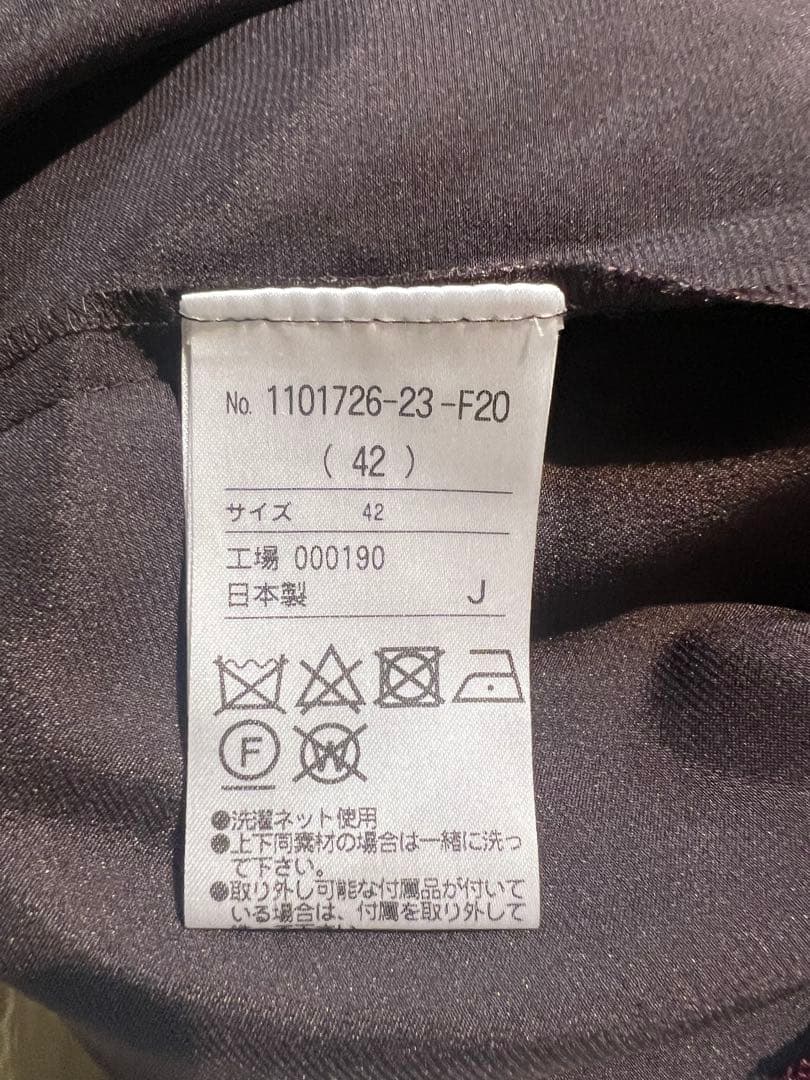 No. 1101726-23-F20
( 42 )
サイズ 42
工場 000190
日本製 J
F
W
●洗濯ネット使用
●上下同素材の場合は一緒に洗っ
て下さい。
●取り外し可能な付属品が付いて
いる場合は、付属を取り外して